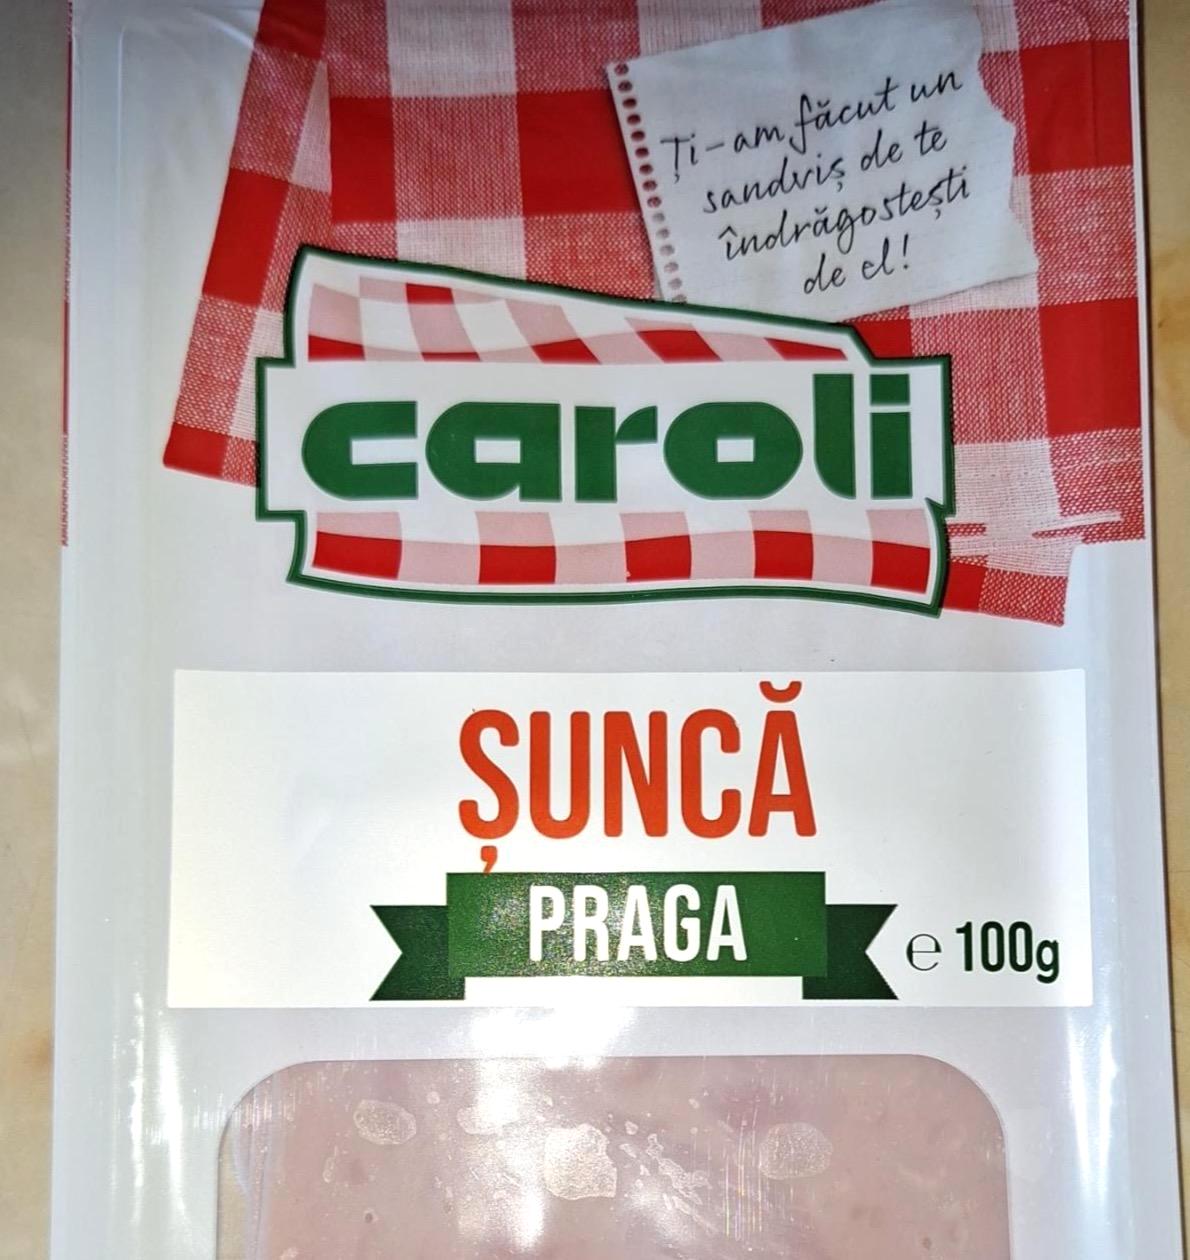 Ți-am făcut un
sandviș de te
îndrăgostești
de el!
caroli
ȘUNCĂ
PRAGA
e 100g